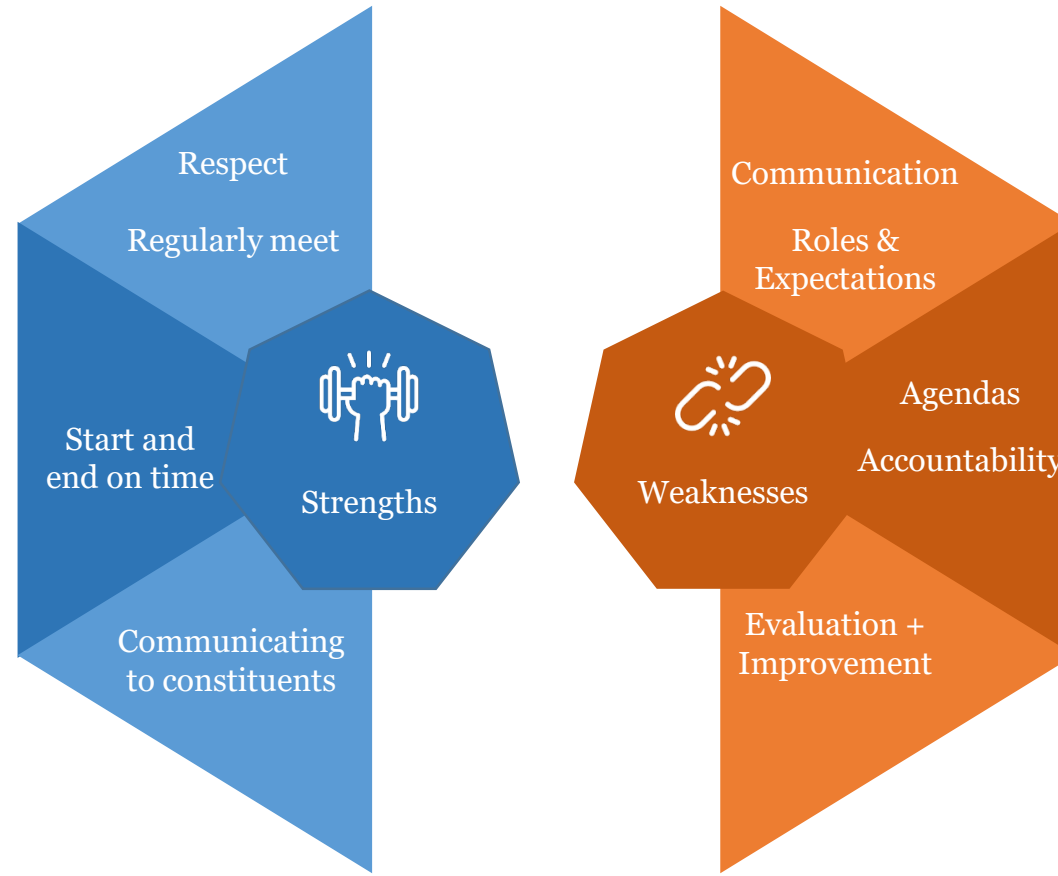 Respect
Regularly meet
Start and
end on time
Strengths
Communicating
to constituents
Communication
Roles &
Expectations
Agendas
Accountability
Weaknesses
Evaluation +
Improvement